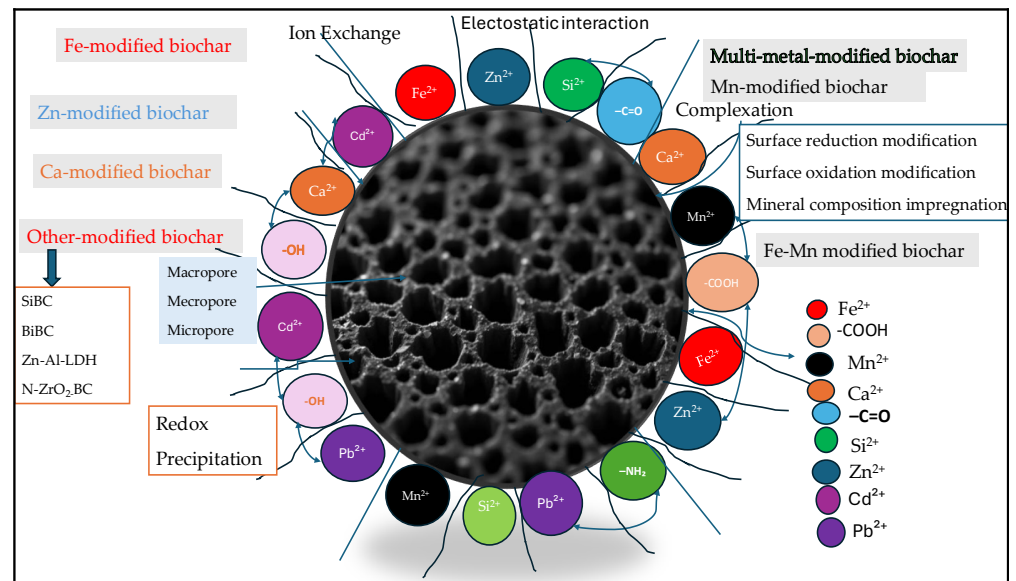 Electostatic interaction
Ion Exchange
Fe-modified biochar
Zn-modified biochar
Ca-modified biochar
Other-modified biochar
SiBC
BiBC
Zn-Al-LDH
N-ZrO₂.BC
Macropore
Mecropore
Micropore
Redox
Precipitation
Multi-metal-modified biochar
Mn-modified biochar
Complexation
Surface reduction modification
Surface oxidation modification
Mineral composition impregnation
Fe-Mn modified biochar
Fe²⁺
Zn²⁺
Si²⁺
–C=O
Ca²⁺
Mn²⁺
-COOH
Fe²⁺
Zn²⁺
–NH₂
Pb²⁺
Si²⁺
Mn²⁺
Pb²⁺
-OH
Cd²⁺
-OH
Ca²⁺
Cd²⁺
Fe²⁺
-COOH
Mn²⁺
Ca²⁺
–C=O
Si²⁺
Zn²⁺
Cd²⁺
Pb²⁺